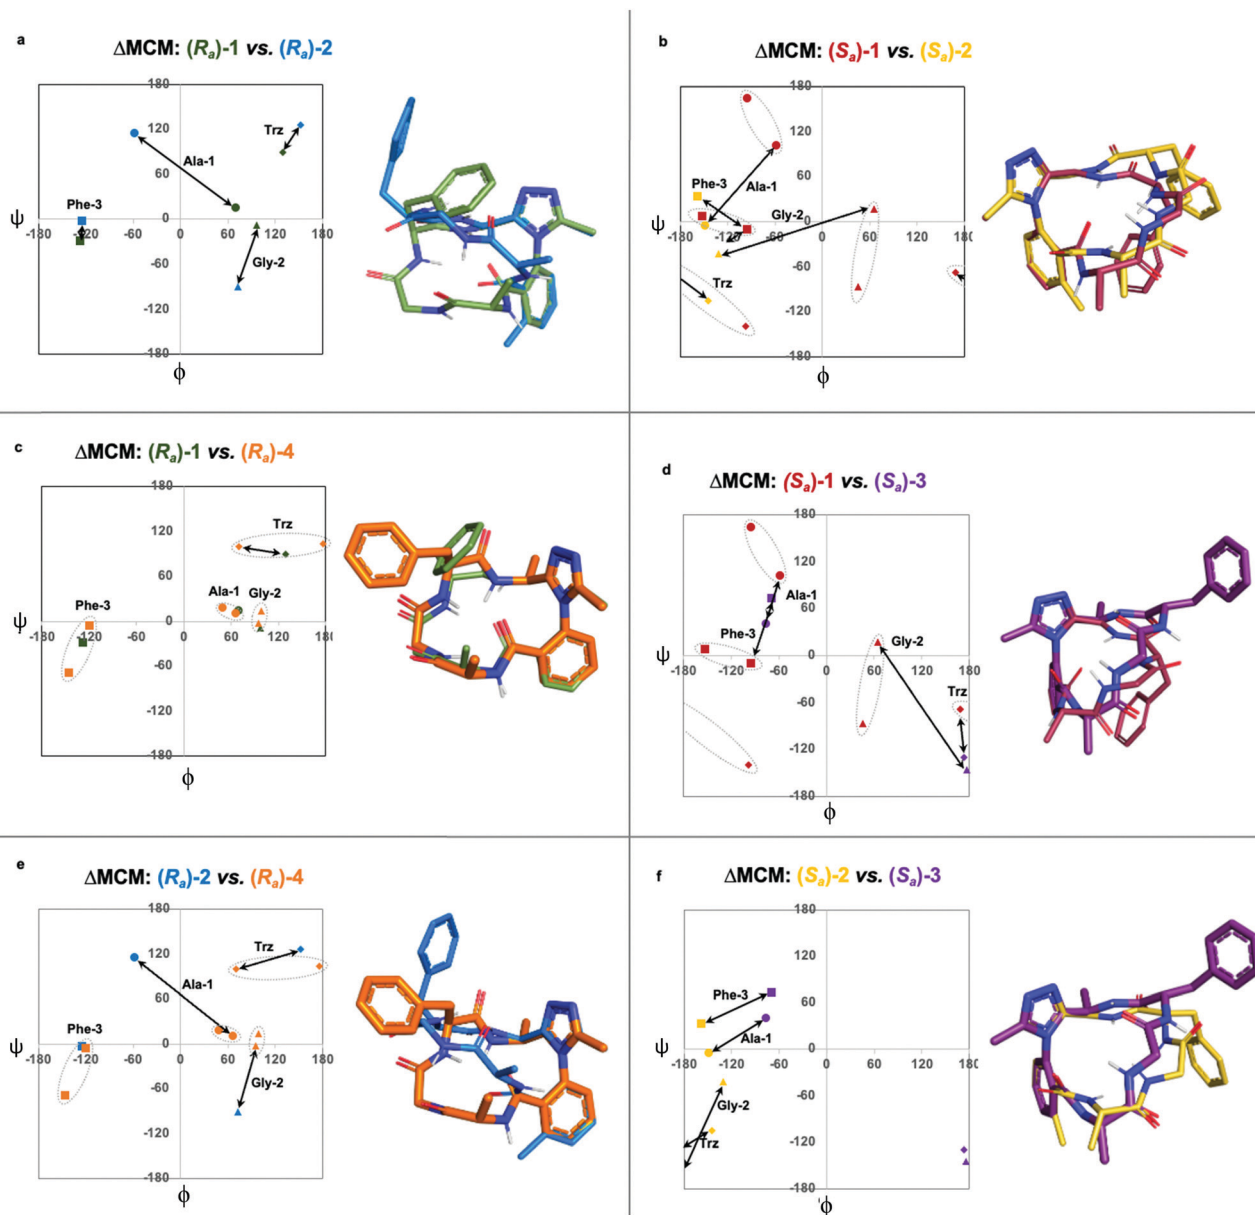 a
ΔMCM: (Ra)-1 vs. (Ra)-2
180
120
Trz
Ala-1
60
Phe-3
ψ
0
-180 -120 -60 0 60 120 180
-60
Gly-2
-120
-180
ϕ
b
ΔMCM: (Sa)-1 vs. (Sa)-2
180
120
60
Phe-3
Ala-1
Gly-2
ψ
0
-180 -120 -60 0 60 120 180
-60
Trz
-120
-180
ϕ
c
ΔMCM: (Ra)-1 vs. (Ra)-4
180
Trz
120
60
Ala-1 Gly-2
Phe-3
ψ
0
-180 -120 -60 0 60 120 180
-60
-120
-180
ϕ
d
ΔMCM: (Sa)-1 vs. (Sa)-3
180
120
Ala-1
60
Phe-3
Gly-2
ψ
0
-180 -120 -60 0 60 120 180
Trz
-60
-120
-180
ϕ
e
ΔMCM: (Ra)-2 vs. (Ra)-4
180
Trz
120
Ala-1
60
Phe-3
ψ
0
-180 -120 -60 0 60 120 180
Gly-2
-60
-120
-180
ϕ
f
ΔMCM: (Sa)-2 vs. (Sa)-3
180
120
Phe-3
60
Ala-1
ψ
0
-180 -120 -60 0 60 120 180
-60
Gly-2
Trz
-120
-180
'ϕ